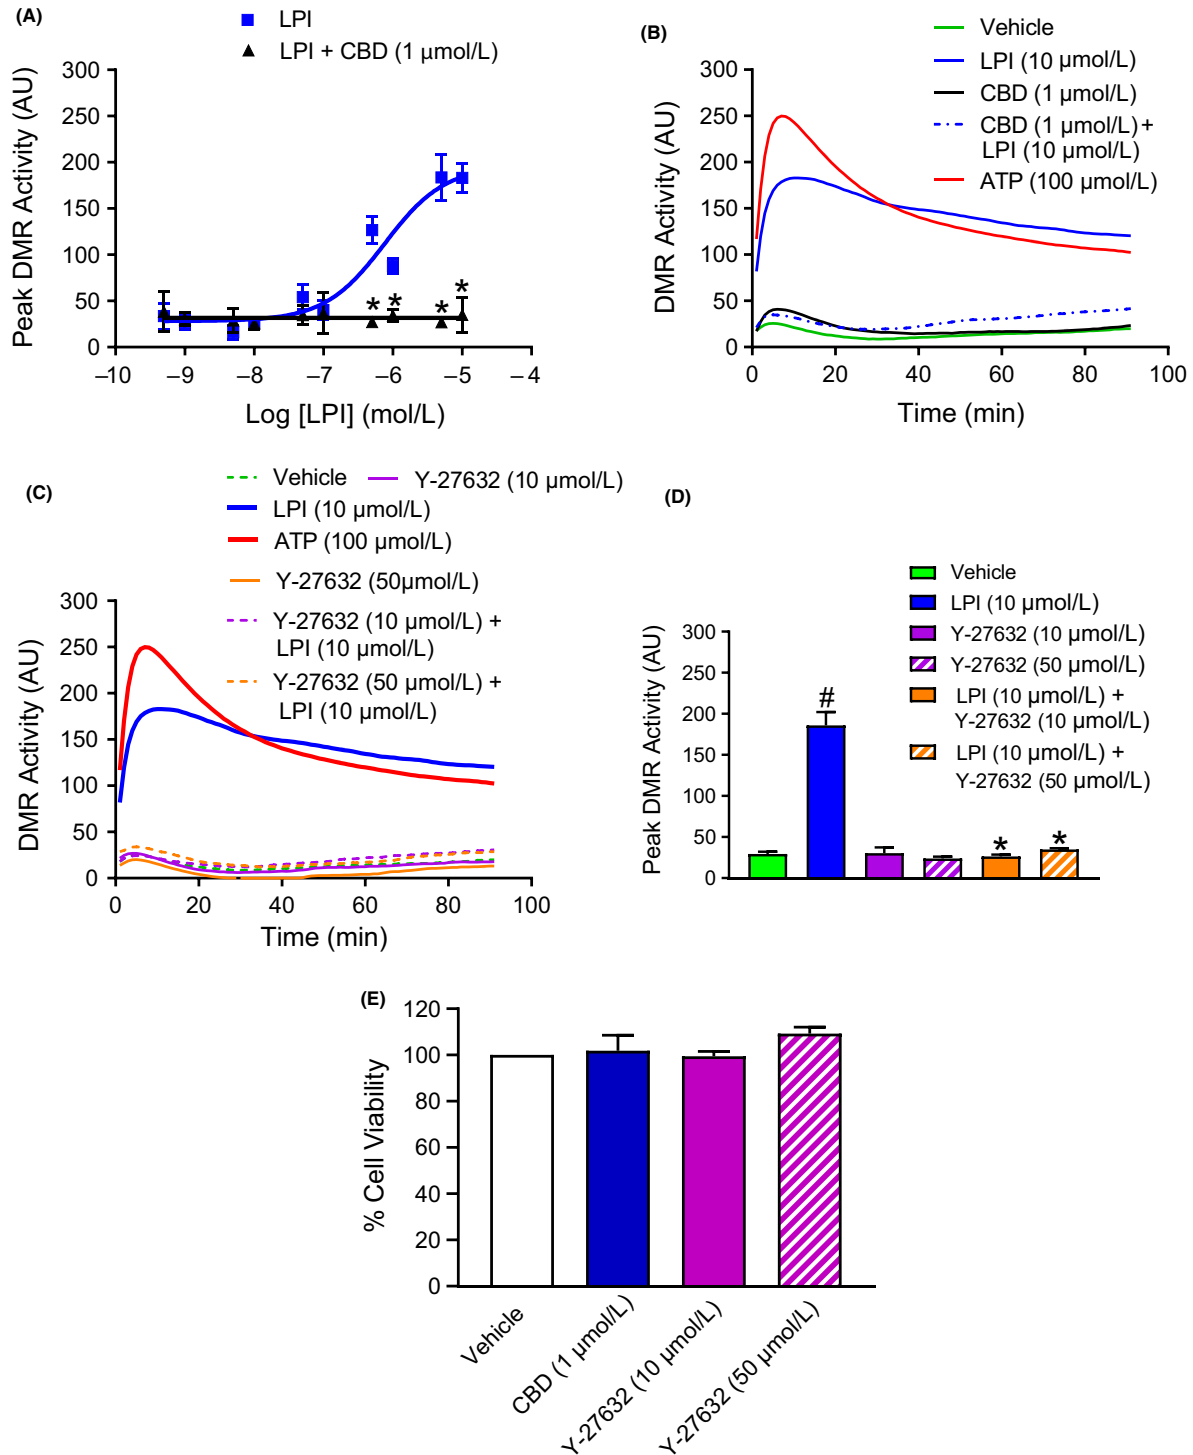 (A)
LPI
LPI + CBD (1 µmol/L)
Peak DMR Activity (AU)
300
250
200
150
100
50
0
* * * *
–10 –9 –8 –7 –6 –5 –4
Log [LPI] (mol/L)
(B)
Vehicle
LPI (10 µmol/L)
CBD (1 µmol/L)
CBD (1 µmol/L) +
LPI (10 µmol/L)
ATP (100 µmol/L)
DMR Activity (AU)
300
250
200
150
100
50
0
0 20 40 60 80 100
Time (min)
(C)
Vehicle Y-27632 (10 µmol/L)
LPI (10 µmol/L)
ATP (100 µmol/L)
Y-27632 (50µmol/L)
Y-27632 (10 µmol/L) +
LPI (10 µmol/L)
Y-27632 (50 µmol/L) +
LPI (10 µmol/L)
DMR Activity (AU)
300
250
200
150
100
50
0
0 20 40 60 80 100
Time (min)
(D)
Vehicle
LPI (10 µmol/L)
Y-27632 (10 µmol/L)
Y-27632 (50 µmol/L)
LPI (10 µmol/L) +
Y-27632 (10 µmol/L)
LPI (10 µmol/L) +
Y-27632 (50 µmol/L)
Peak DMR Activity (AU)
300
250
200
150
100
50
0
#
* *
(E)
% Cell Viability
120
100
80
60
40
20
0
Vehicle
CBD (1 µmol/L)
Y-27632 (10 µmol/L)
Y-27632 (50 µmol/L)